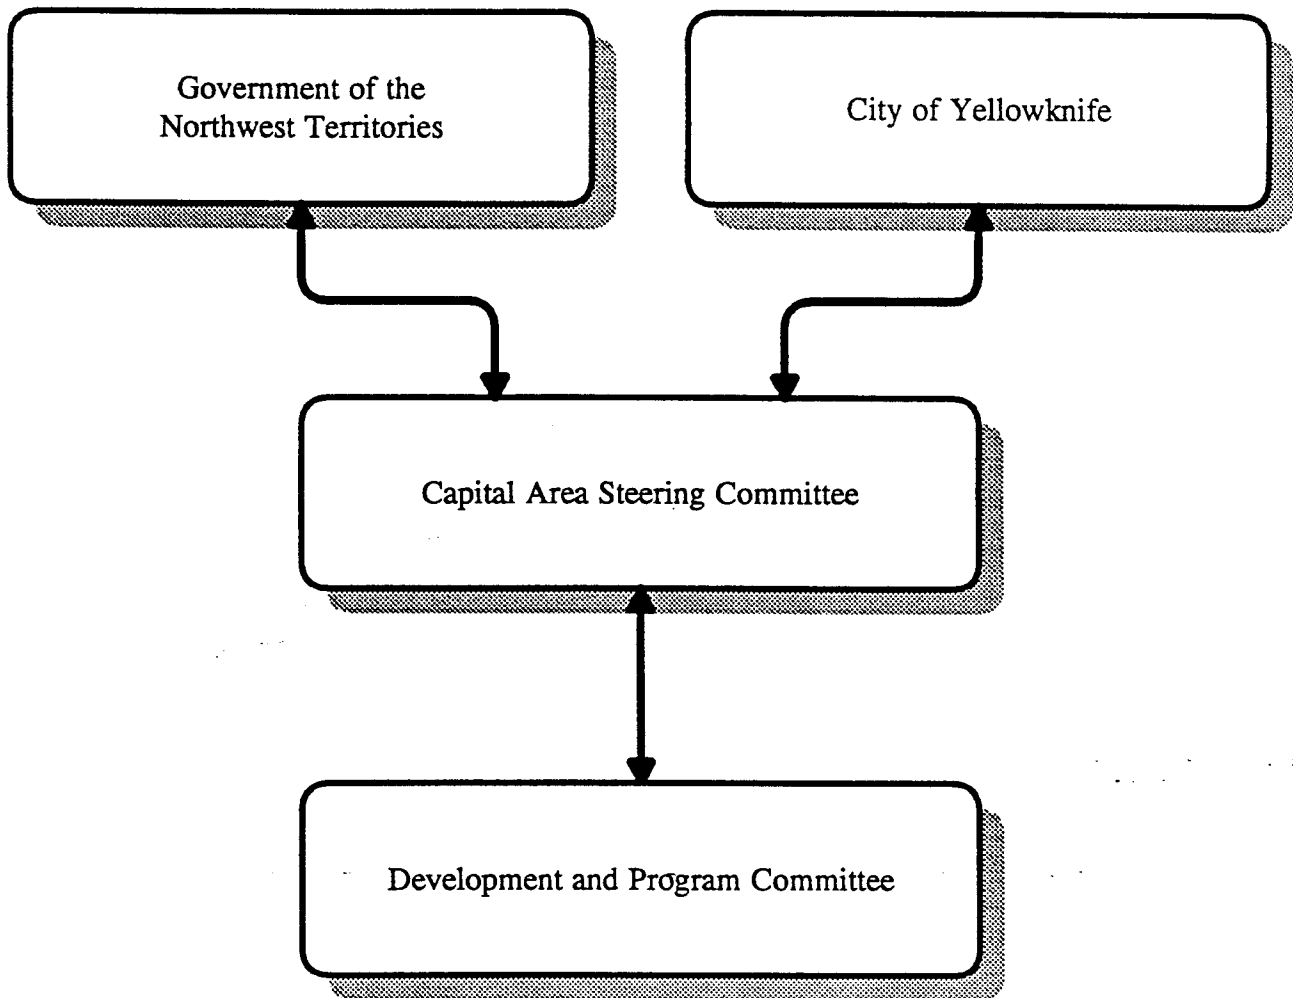 Government of the
Northwest Territories
City of Yellowknife
Capital Area Steering Committee
Development and Program Committee